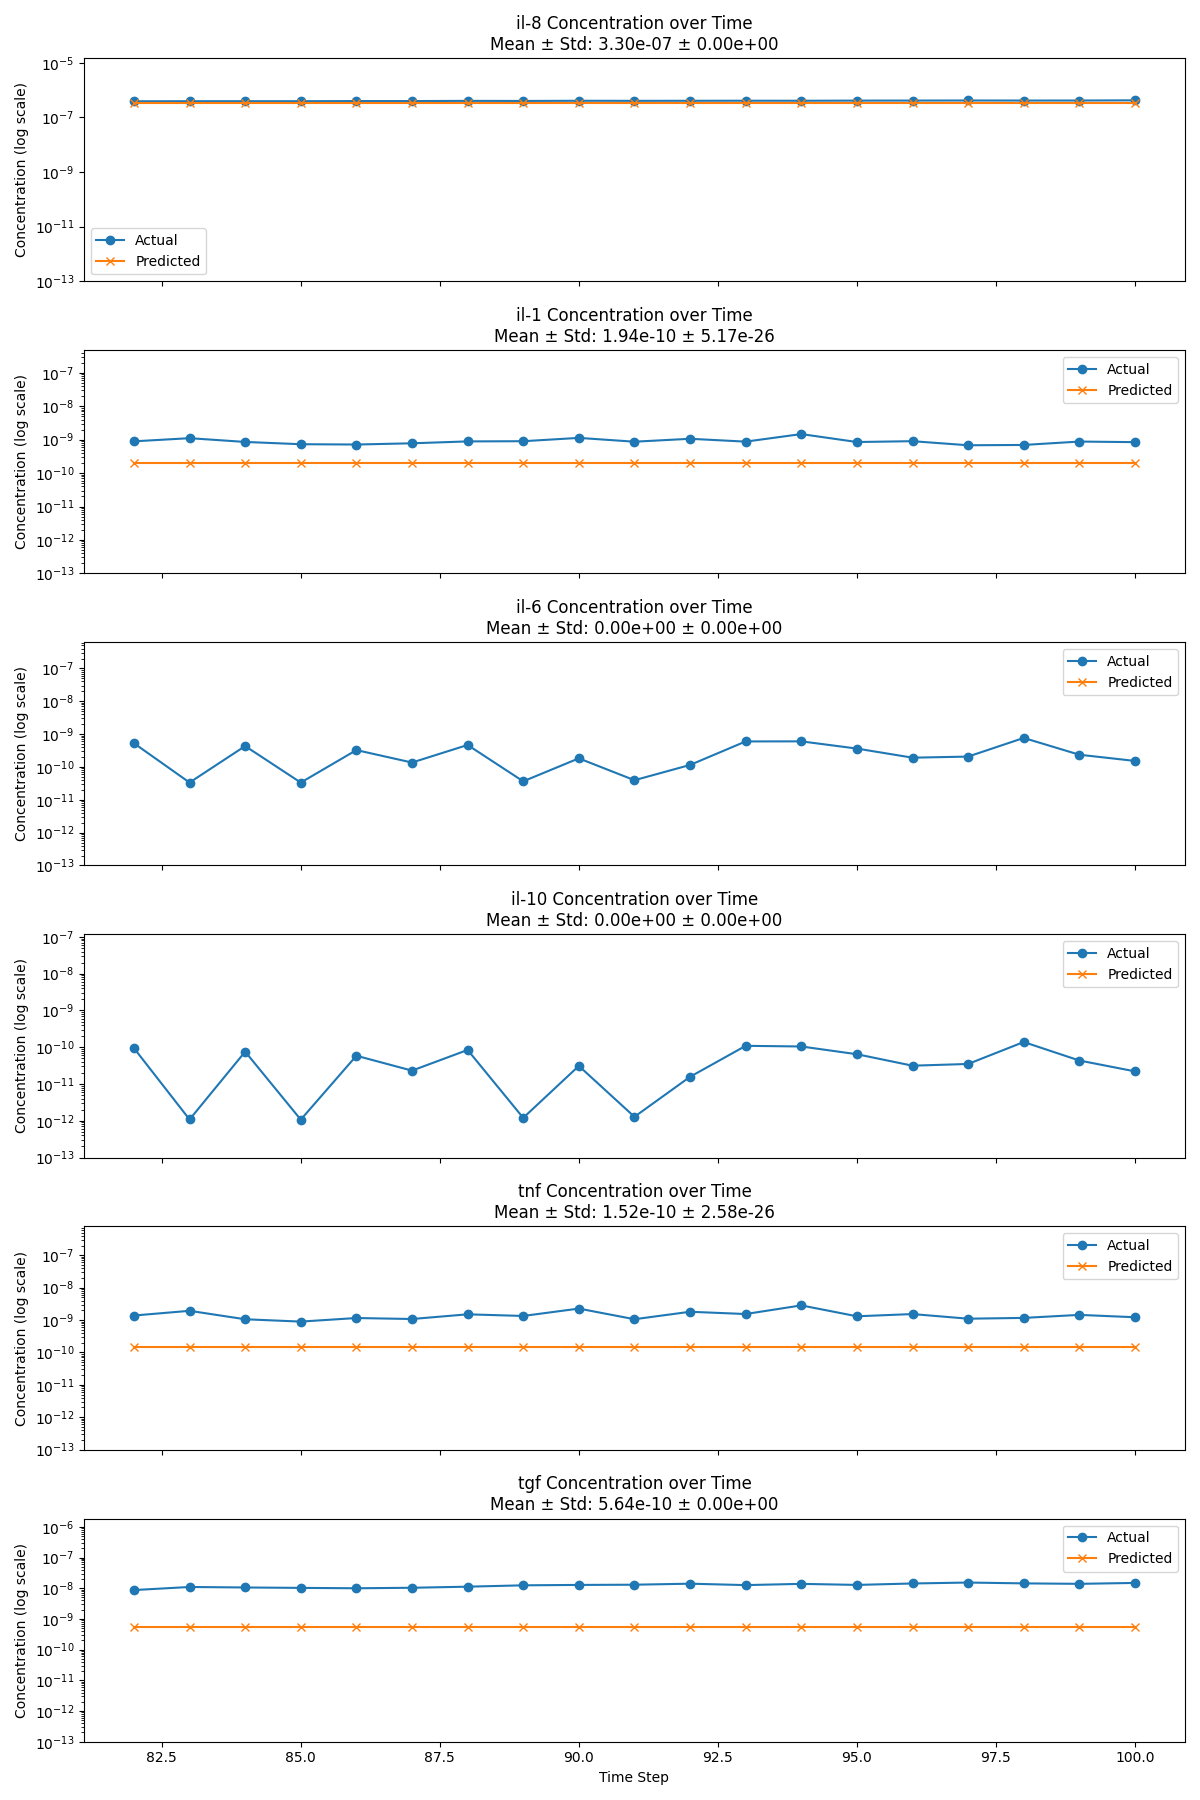 il-8 Concentration over Time
Mean ± Std: 3.30e-07 ± 0.00e+00
Concentration (log scale)
10⁻⁵
10⁻⁷
10⁻⁹
10⁻¹¹
10⁻¹³
Actual
Predicted
il-1 Concentration over Time
Mean ± Std: 1.94e-10 ± 5.17e-26
Concentration (log scale)
10⁻⁷
10⁻⁸
10⁻⁹
10⁻¹⁰
10⁻¹¹
10⁻¹²
10⁻¹³
Actual
Predicted
il-6 Concentration over Time
Mean ± Std: 0.00e+00 ± 0.00e+00
Concentration (log scale)
10⁻⁷
10⁻⁸
10⁻⁹
10⁻¹⁰
10⁻¹¹
10⁻¹²
10⁻¹³
Actual
Predicted
il-10 Concentration over Time
Mean ± Std: 0.00e+00 ± 0.00e+00
Concentration (log scale)
10⁻⁷
10⁻⁸
10⁻⁹
10⁻¹⁰
10⁻¹¹
10⁻¹²
10⁻¹³
Actual
Predicted
tnf Concentration over Time
Mean ± Std: 1.52e-10 ± 2.58e-26
Concentration (log scale)
10⁻⁷
10⁻⁸
10⁻⁹
10⁻¹⁰
10⁻¹¹
10⁻¹²
10⁻¹³
Actual
Predicted
tgf Concentration over Time
Mean ± Std: 5.64e-10 ± 0.00e+00
Concentration (log scale)
10⁻⁶
10⁻⁷
10⁻⁸
10⁻⁹
10⁻¹⁰
10⁻¹¹
10⁻¹²
10⁻¹³
Actual
Predicted
82.5 85.0 87.5 90.0 92.5 95.0 97.5 100.0
Time Step